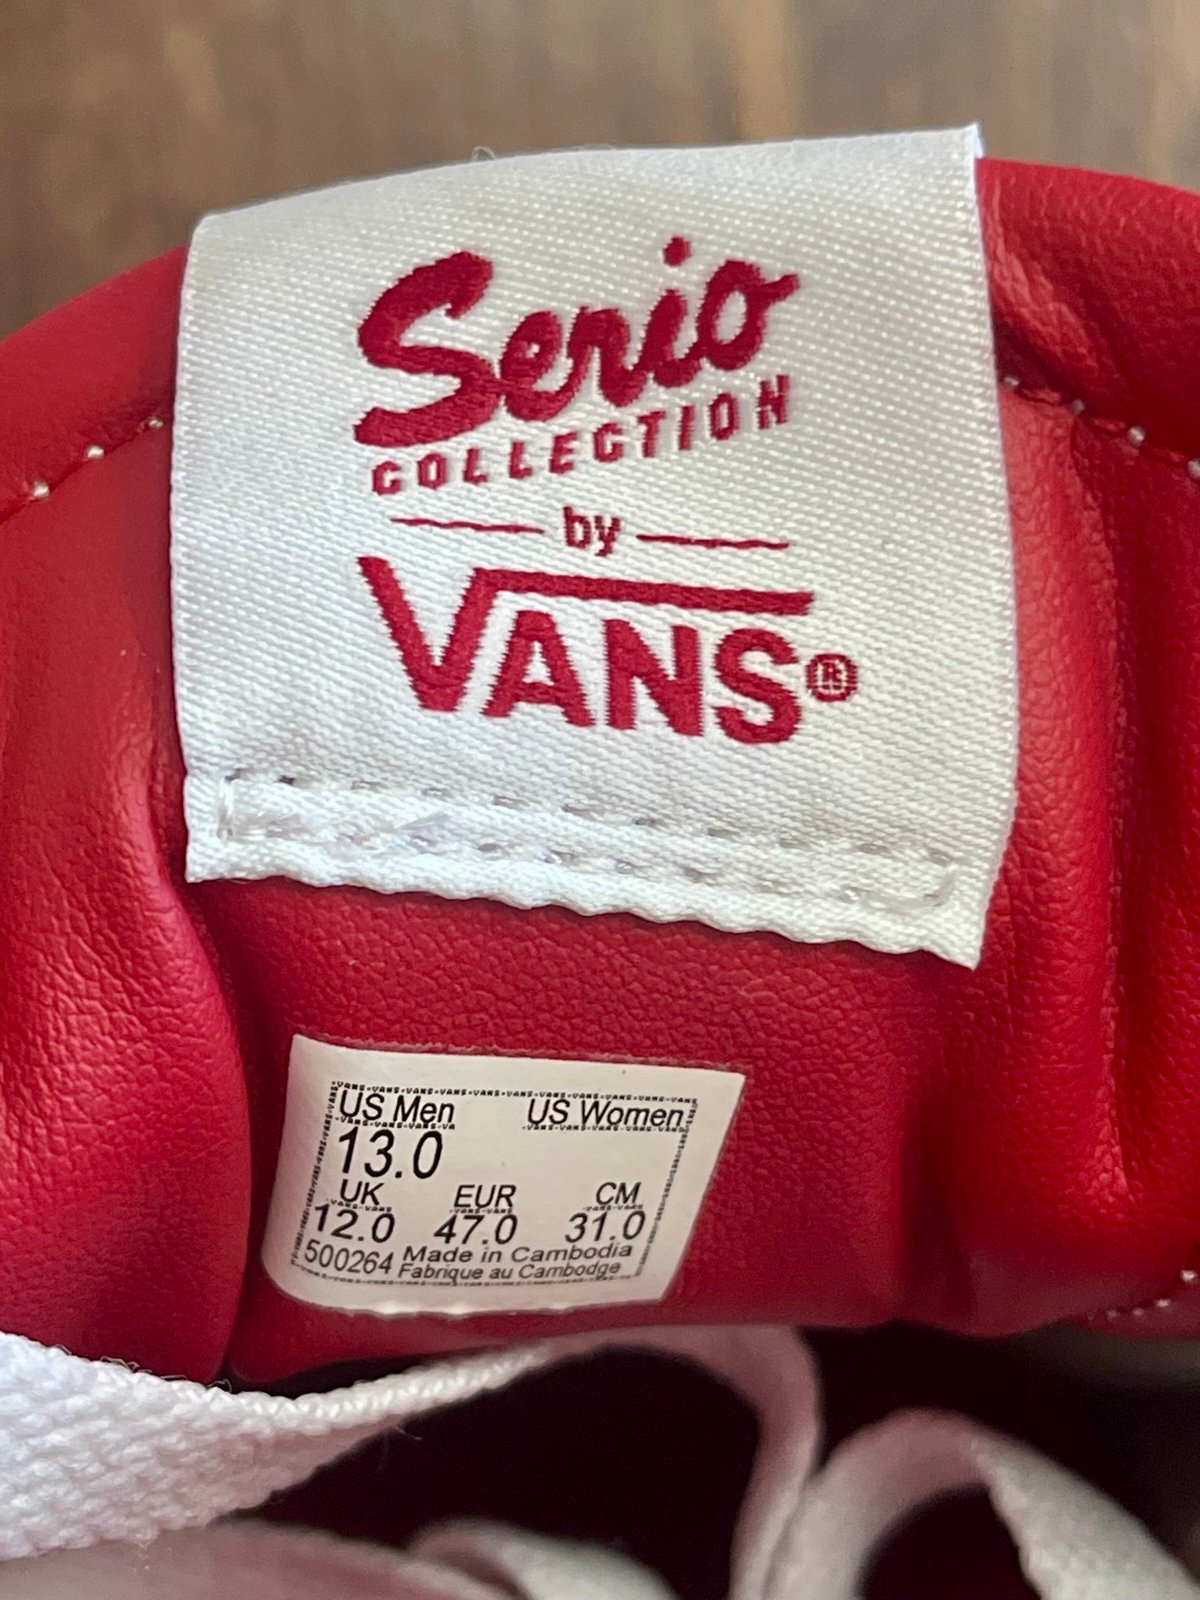 Serio
COLLECTION
by
VANS®
US Men US Women
13.0
UK EUR CM
12.0 47.0 31.0
500264 Made in Cambodia
Fabrique au Cambodge